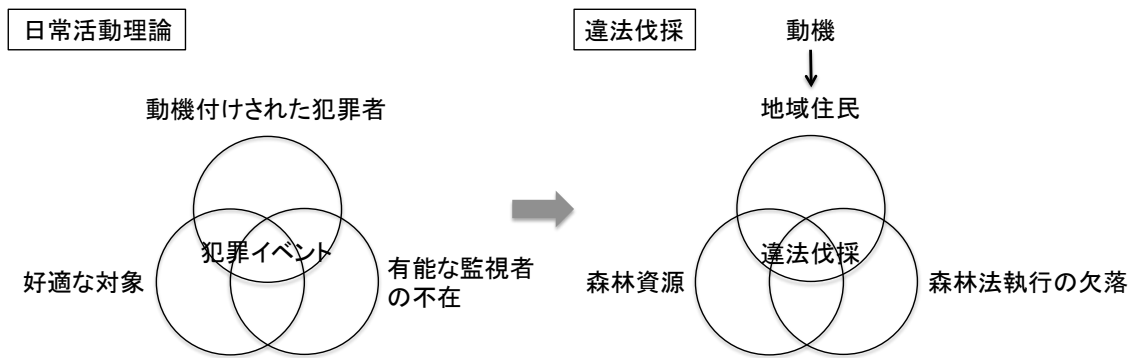 日常活動理論
動機付けされた犯罪者
犯罪イベント
好適な対象
有能な監視者
の不在
違法伐採
動機
地域住民
違法伐採
森林資源
森林法執行の欠落